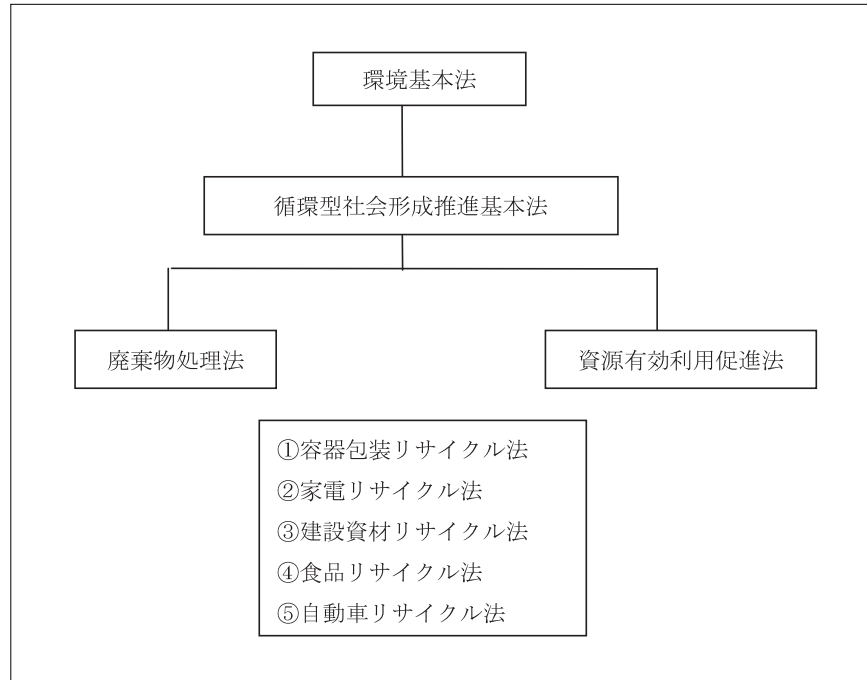 環境基本法
循環型社会形成推進基本法
廃棄物処理法
資源有効利用促進法
①容器包装リサイクル法
②家電リサイクル法
③建設資材リサイクル法
④食品リサイクル法
⑤自動車リサイクル法